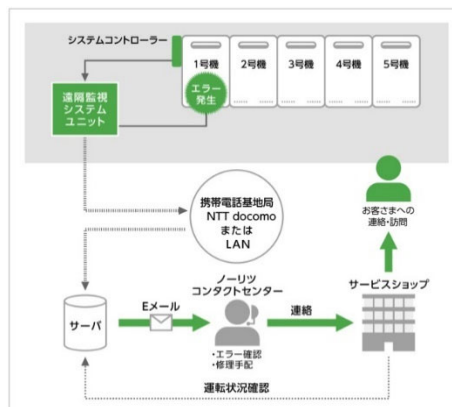 システムコントローラー
1号機
2号機
3号機
4号機
5号機
エラー
発生
遠隔監視
システム
ユニット
携帯電話基地局
NTT docomo
または
LAN
お客さまへの
連絡・訪問
サーバ
Eメール
ノーリツ
コンタクトセンター
・エラー確認
・修理手配
連絡
サービスショップ
運転状況確認